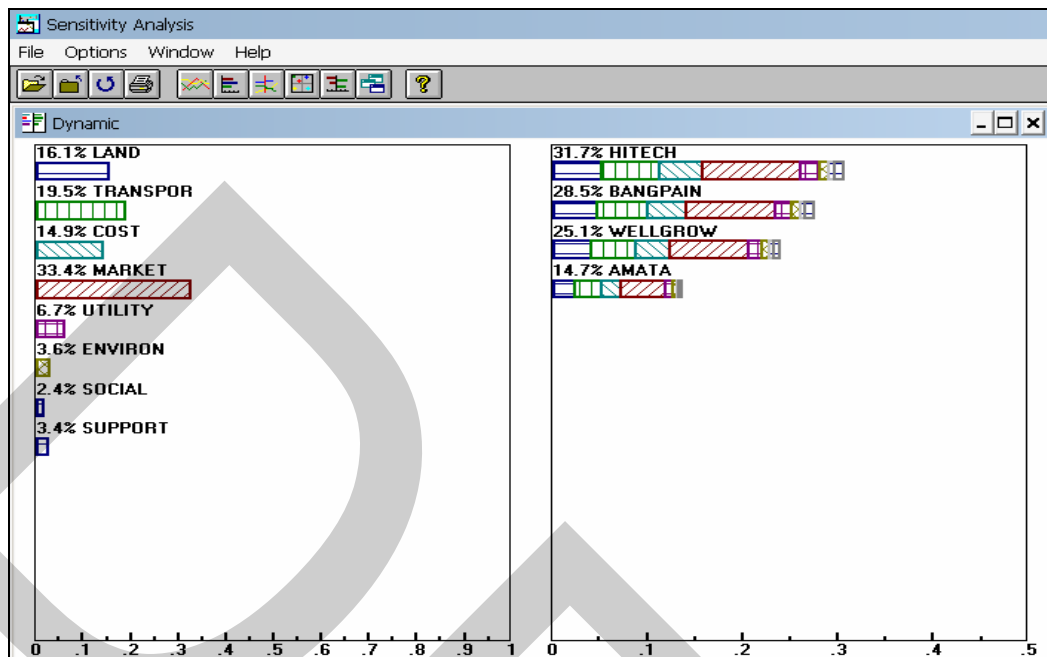 Sensitivity Analysis
File Options Window Help
Dynamic
16.1% LAND
19.5% TRANSPOR
14.9% COST
33.4% MARKET
6.7% UTILITY
3.6% ENVIRON
2.4% SOCIAL
3.4% SUPPORT
0 .1 .2 .3 .4 .5 .6 .7 .8 .9 1
31.7% HITECH
28.5% BANGPAIN
25.1% WELLGROW
14.7% AMATA
0 .1 .2 .3 .4 .5